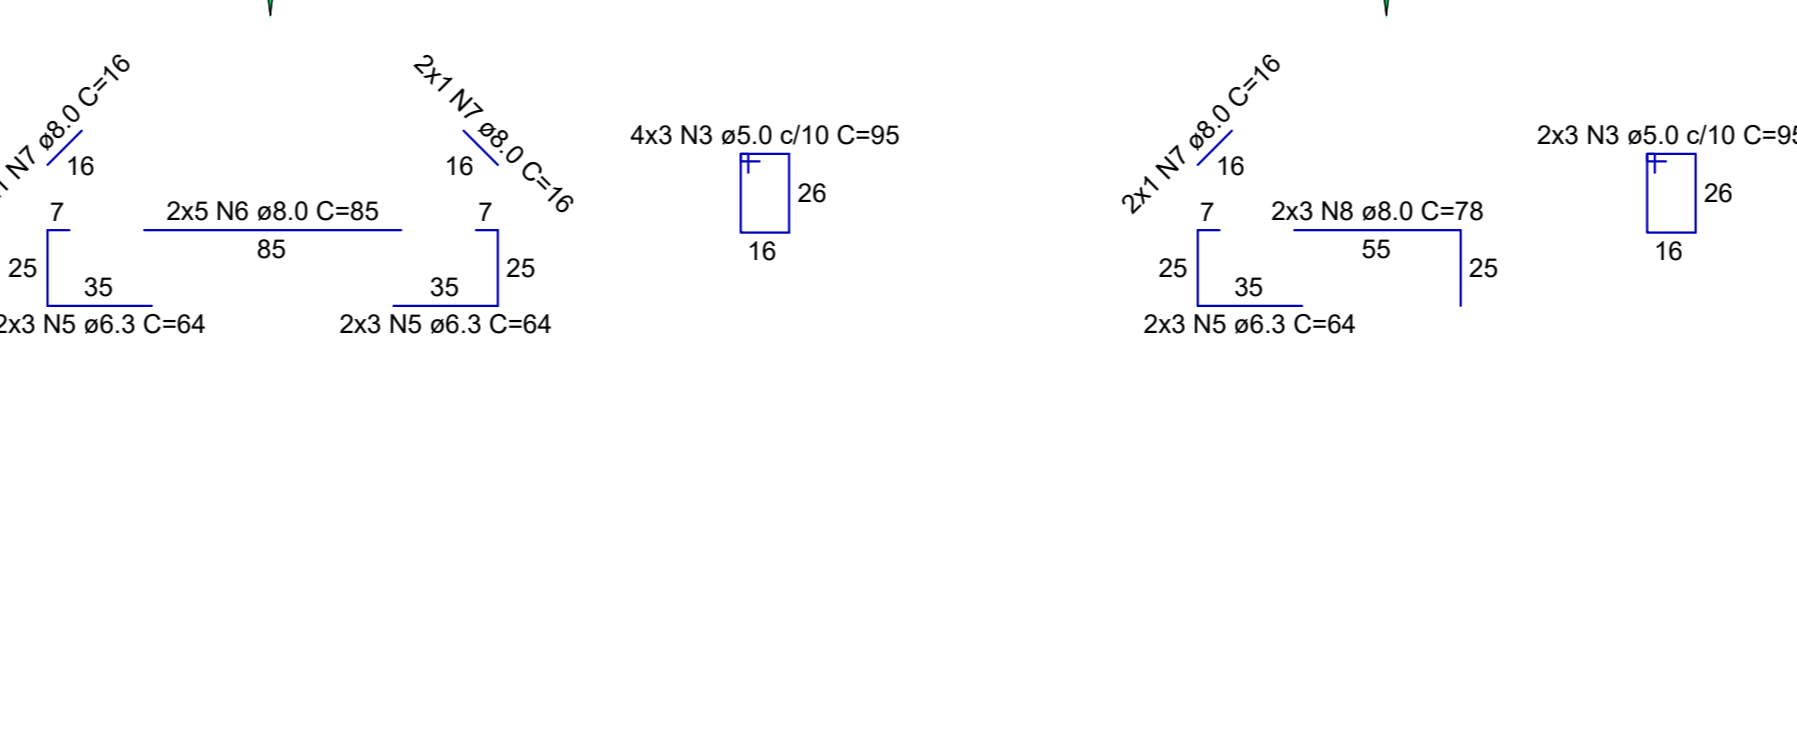 N7 ø8.0 C=16
16
7
25
35
2x3 N5 ø6.3 C=64
2x5 N6 ø8.0 C=85
85
2x1 N7 ø8.0 C=16
16
7
25
35
2x3 N5 ø6.3 C=64
4x3 N3 ø5.0 c/10 C=95
26
16
2x1 N7 ø8.0 C=16
16
7
25
35
2x3 N5 ø6.3 C=64
2x3 N8 ø8.0 C=78
55
25
2x3 N3 ø5.0 c/10 C=95
26
16